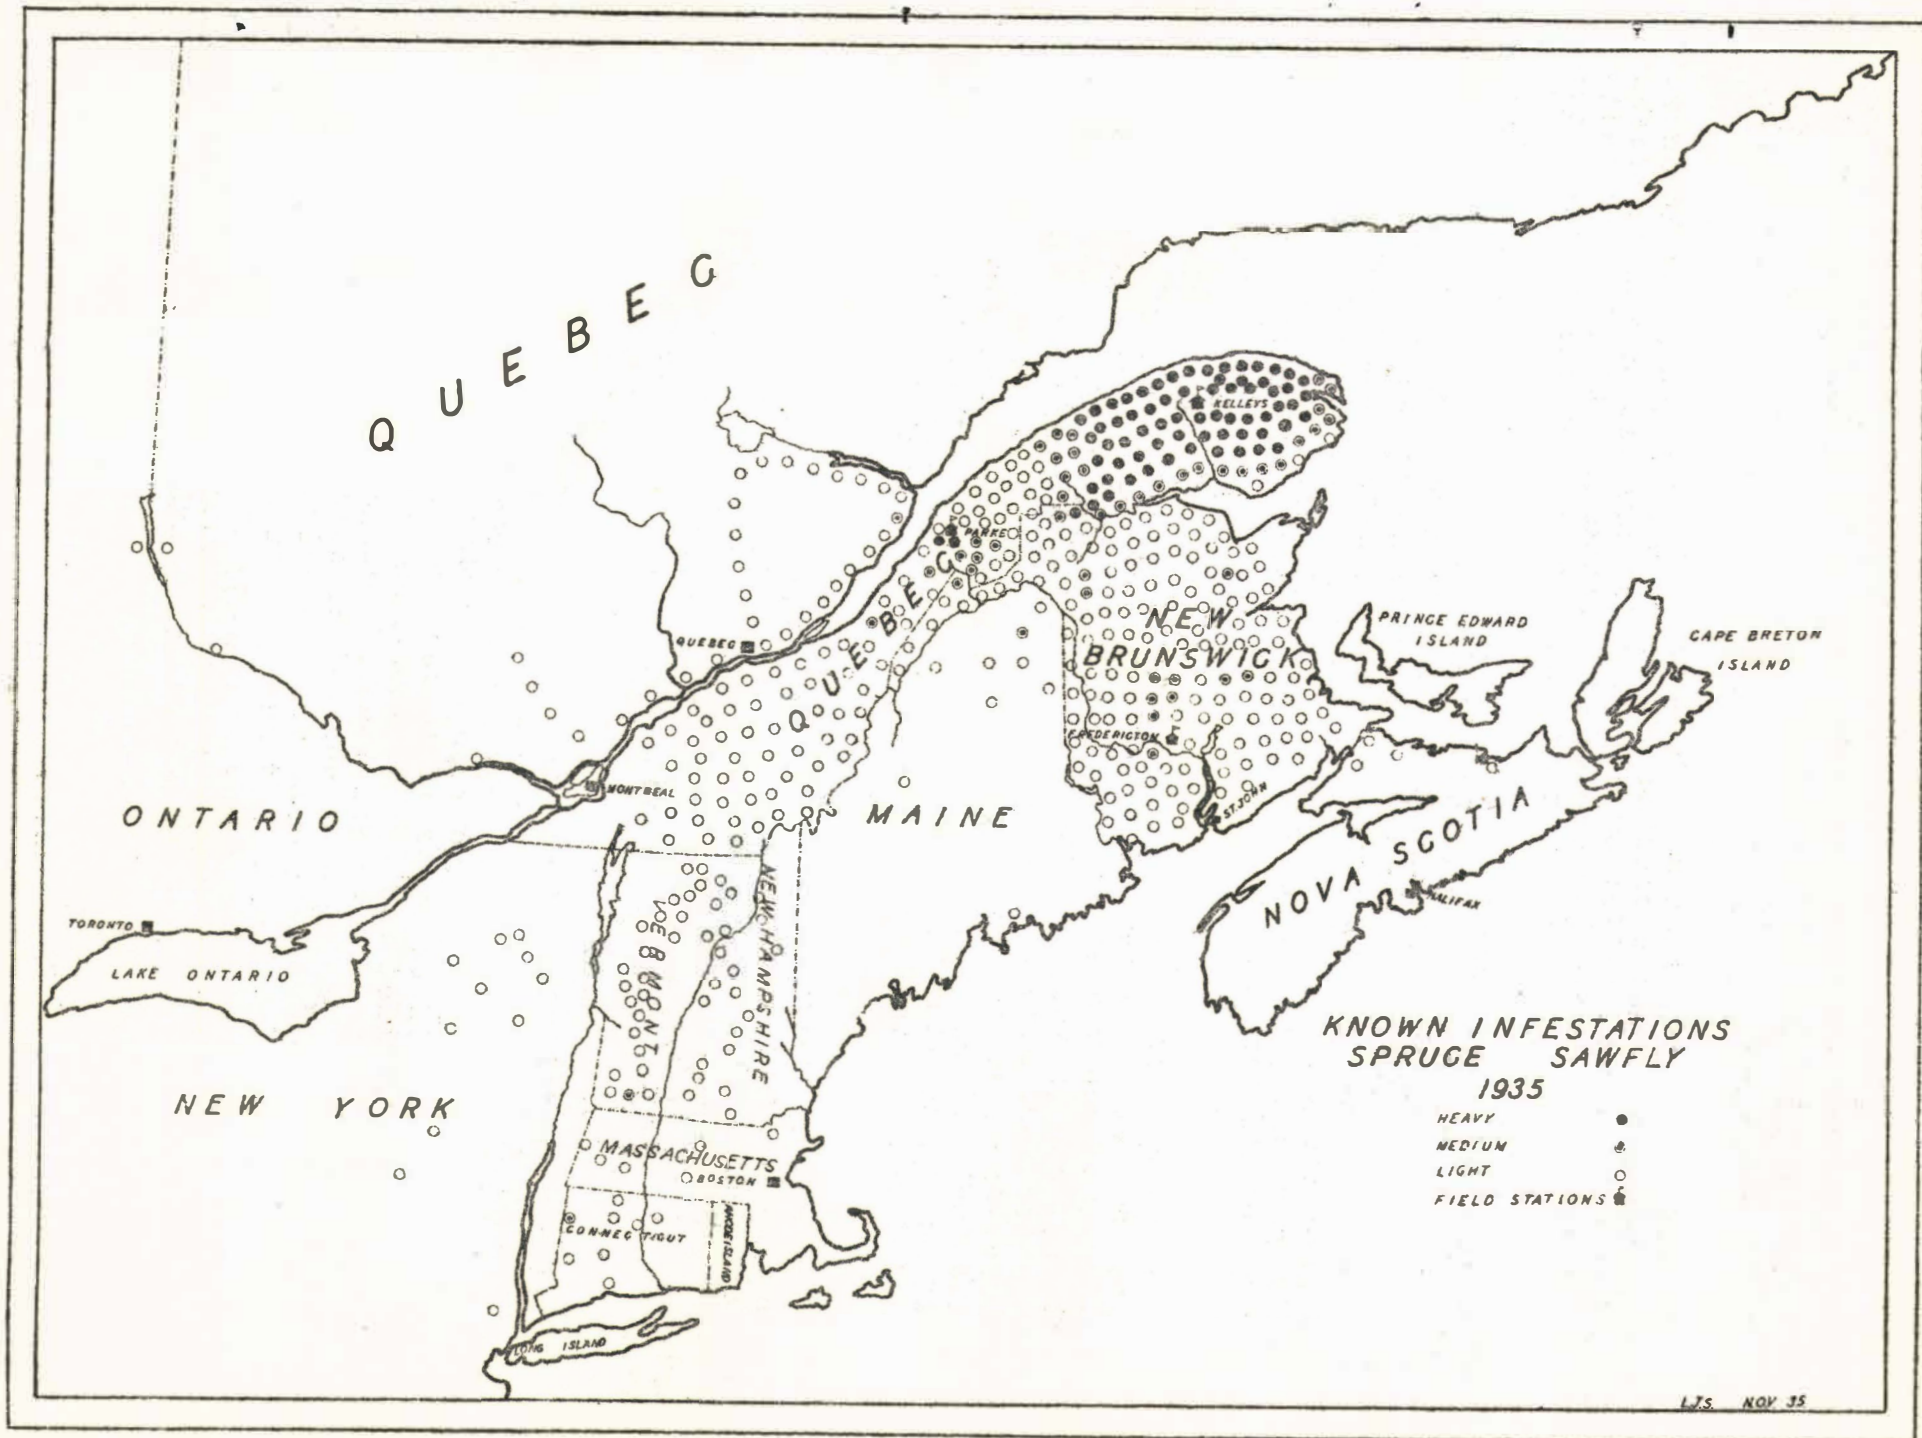 QUEBEC
KELLEYS
PARKE
QUEBEC
QUEBEC
NEW
BRUNSWICK
PRINCE EDWARD
ISLAND
CAPE BRETON
ISLAND
FREDERICTON
MONTREAL
ST. JOHN
ONTARIO
MAINE
NOVA SCOTIA
HALIFAX
TORONTO
LAKE ONTARIO
VERMONT
NEW HAMPSHIRE
NEW YORK
MASSACHUSETTS
BOSTON
CONNECTICUT
RHODE ISLAND
LONG ISLAND
KNOWN INFESTATIONS
SPRUCE SAWFLY
1935
HEAVY
MEDIUM
LIGHT
FIELD STATIONS
L.J.S. NOV 35